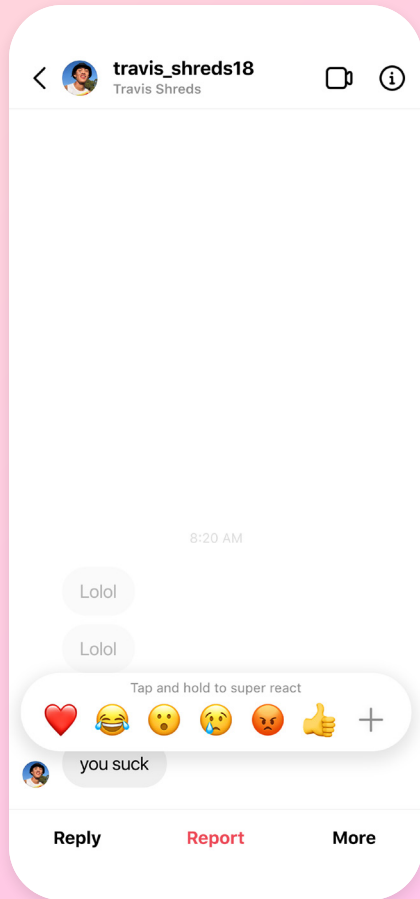 travis_shreds18
Travis Shreds
8:20 AM
Lolol
Lolol
Tap and hold to super react
you suck
Reply Report More